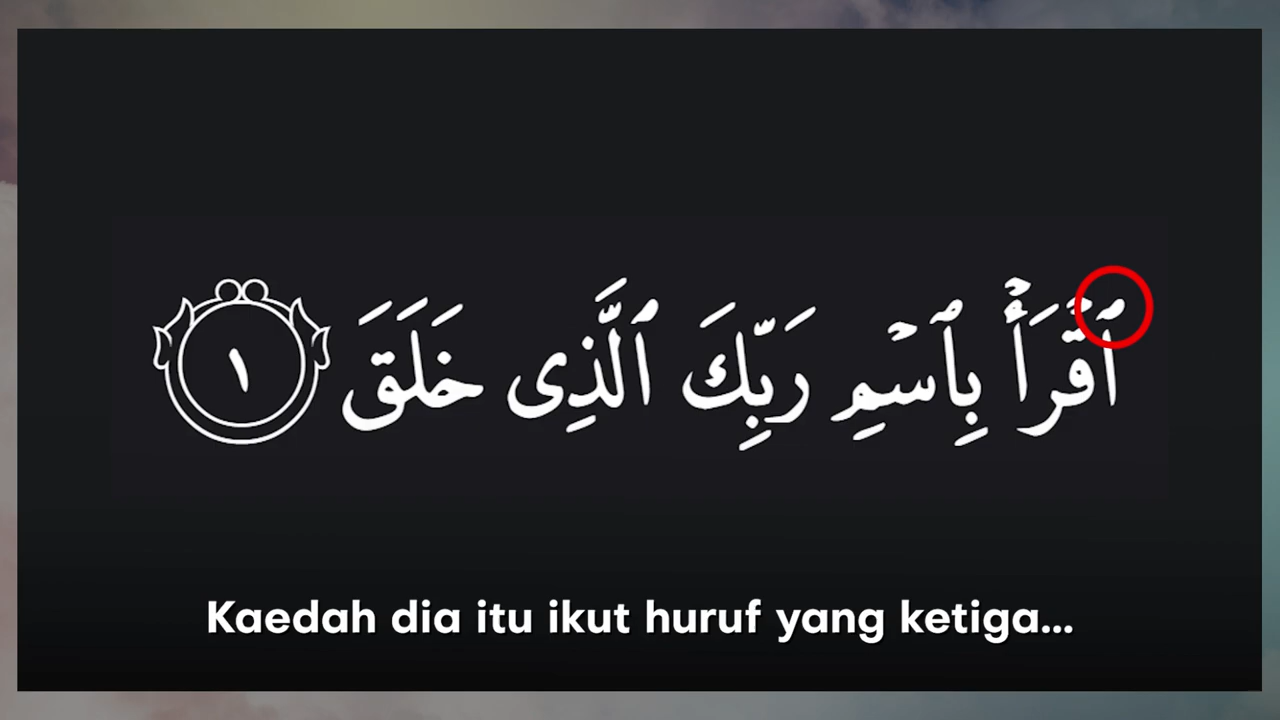 ٱقْرَأْ بِٱسْمِ رَبِّكَ ٱلَّذِى خَلَقَ ١
Kaedah dia itu ikut huruf yang ketiga...